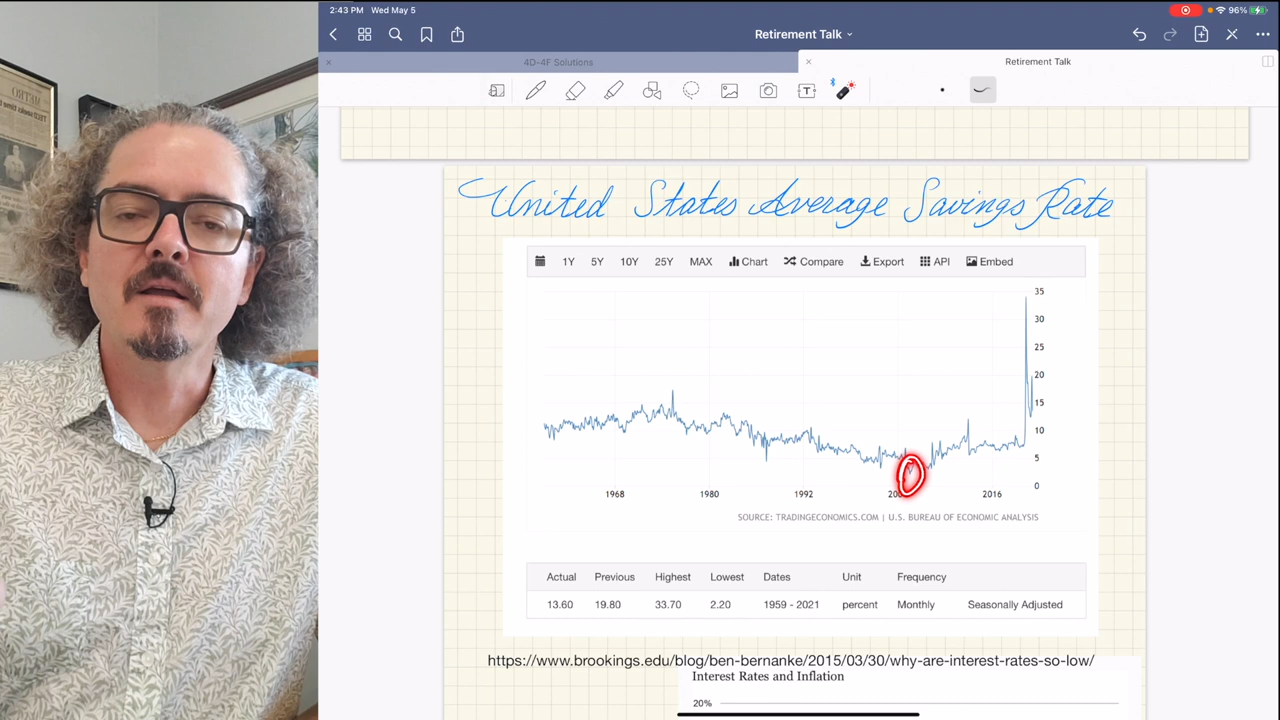 METRO
2:43 PM Wed May 5
96%
Retirement Talk
4D-4F Solutions
Retirement Talk
T
United States Average Savings Rate
1Y 5Y 10Y 25Y MAX Chart Compare Export API Embed
35
30
25
20
15
10
5
0
1968 1980 1992 2016
SOURCE: TRADINGECONOMICS.COM | U.S. BUREAU OF ECONOMIC ANALYSIS
Actual Previous Highest Lowest Dates Unit Frequency
13.60 19.80 33.70 2.20 1959 - 2021 percent Monthly Seasonally Adjusted
https://www.brookings.edu/blog/ben-bernanke/2015/03/30/why-are-interest-rates-so-low/
Interest Rates and Inflation
20%